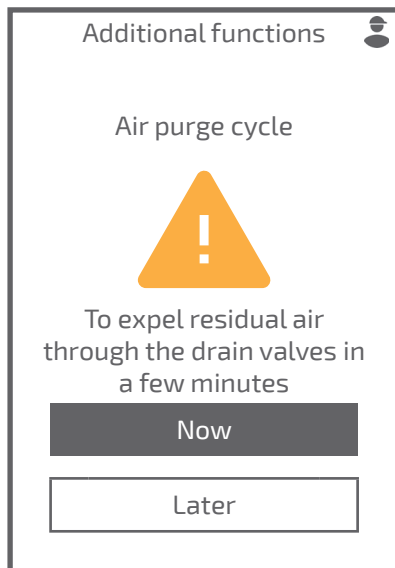 Additional functions
Air purge cycle
!
To expel residual air
through the drain valves in
a few minutes
Now
Later